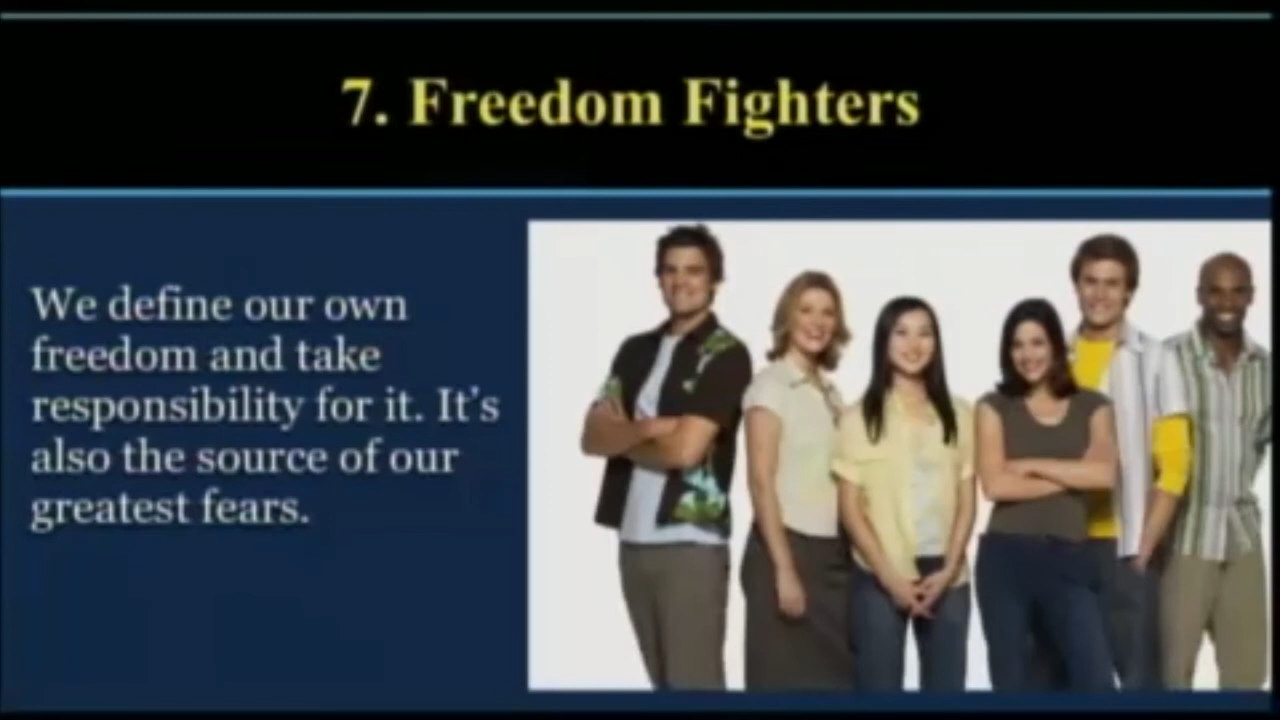 7. Freedom Fighters
We define our own
freedom and take
responsibility for it. It's
also the source of our
greatest fears.